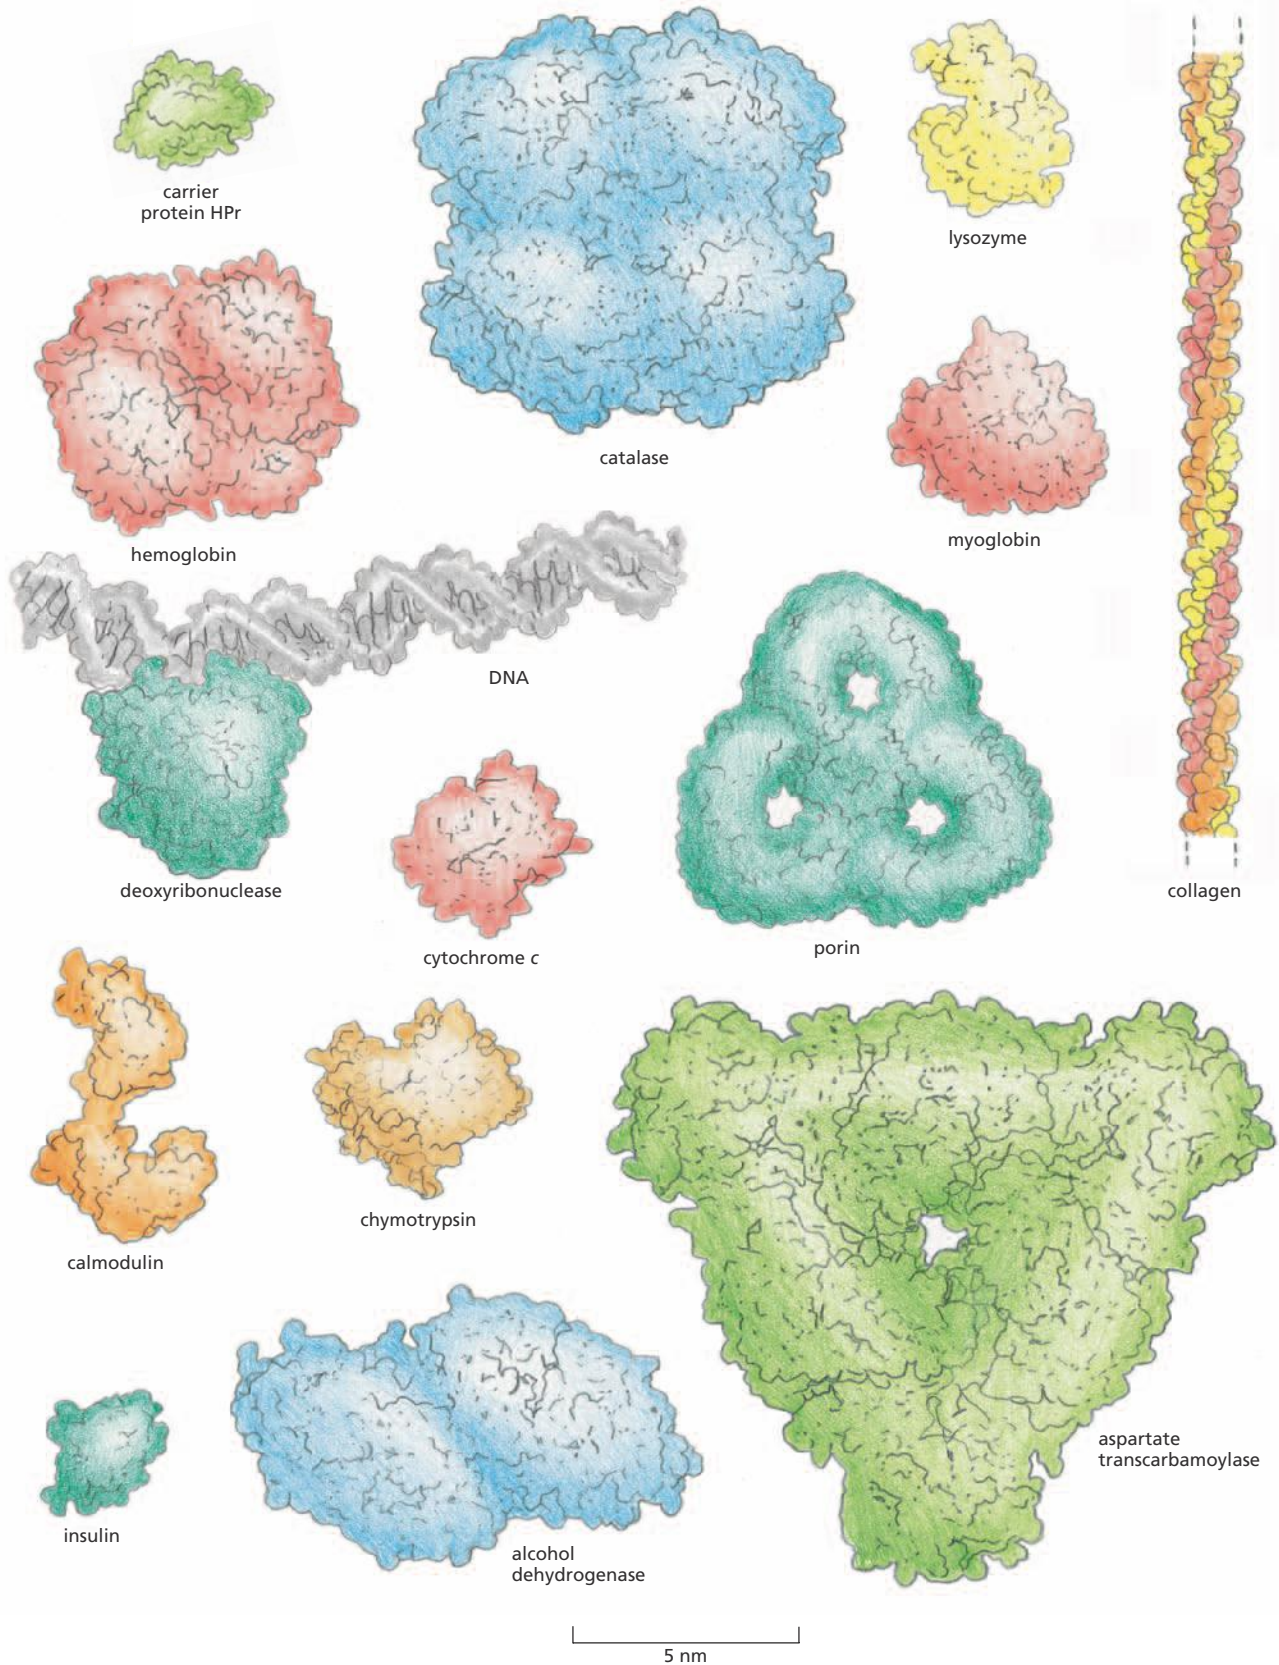 carrier
protein HPr
lysozyme
catalase
myoglobin
hemoglobin
DNA
deoxyribonuclease
collagen
cytochrome c
porin
chymotrypsin
calmodulin
aspartate
transcarbamoylase
insulin
alcohol
dehydrogenase
5 nm